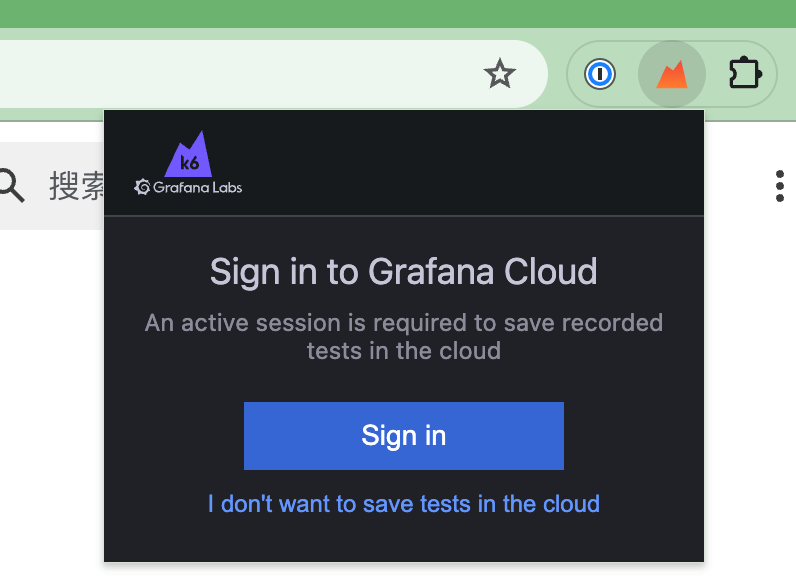 k6
Grafana Labs
搜索
Sign in to Grafana Cloud
An active session is required to save recorded
tests in the cloud
Sign in
I don't want to save tests in the cloud